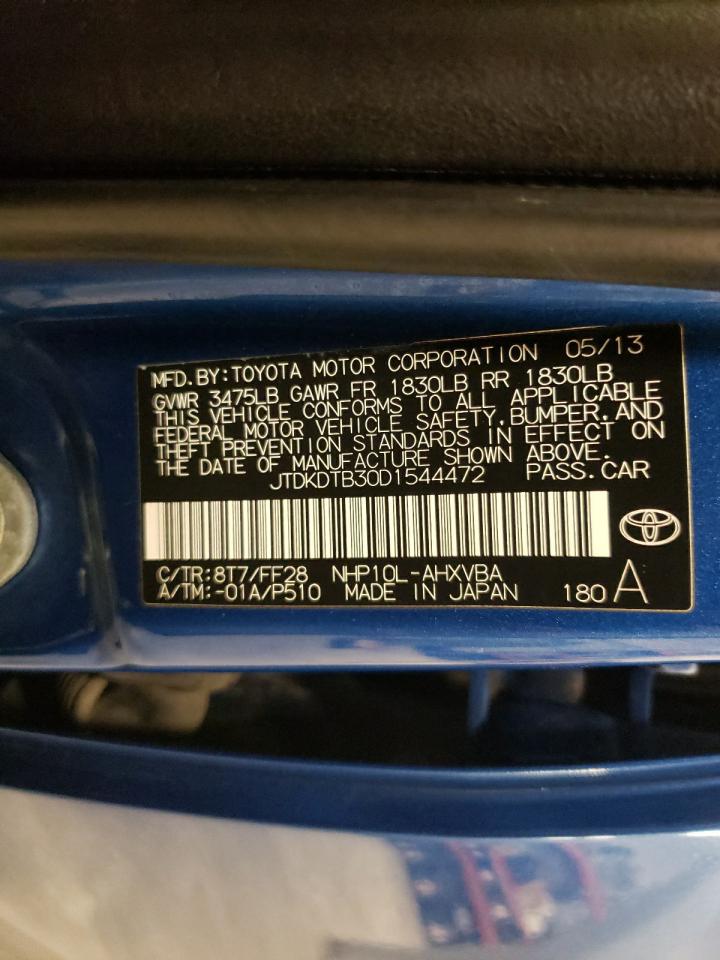 MFD.BY:TOYOTA MOTOR CORPORATION 05/13
GVWR 3475LB GAWR FR 1830LB RR 1830LB
THIS VEHICLE CONFORMS TO ALL APPLICABLE
FEDERAL MOTOR VEHICLE SAFETY,BUMPER,AND
THEFT PREVENTION STANDARDS IN EFFECT ON
THE DATE OF MANUFACTURE SHOWN ABOVE.
JTDKDTB30D1544472 PASS.CAR
C/TR:8T7/FF28 NHP10L-AHXVBA
A/TM:-01A/P510 MADE IN JAPAN 180 A